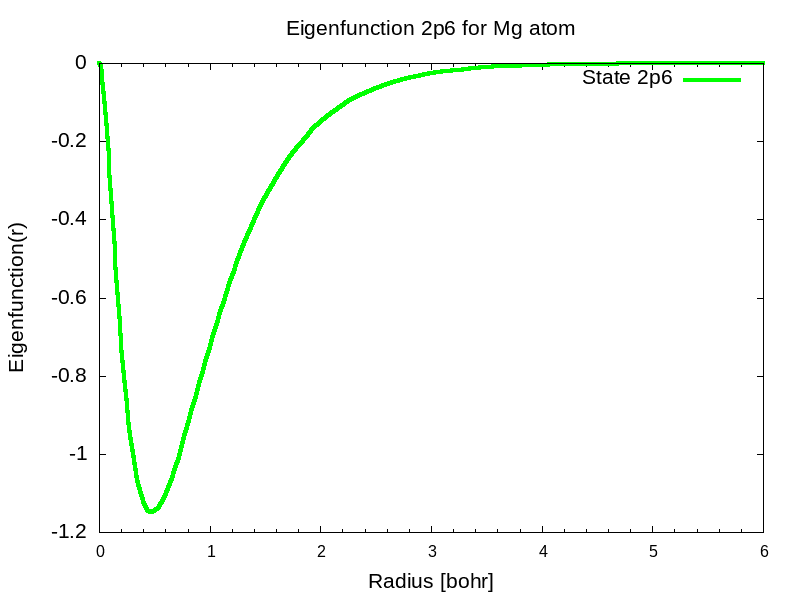 Eigenfunction 2p6 for Mg atom
0
State 2p6
-0.2
-0.4
-0.6
-0.8
-1
-1.2
Eigenfunction(r)
0 1 2 3 4 5 6
Radius [bohr]